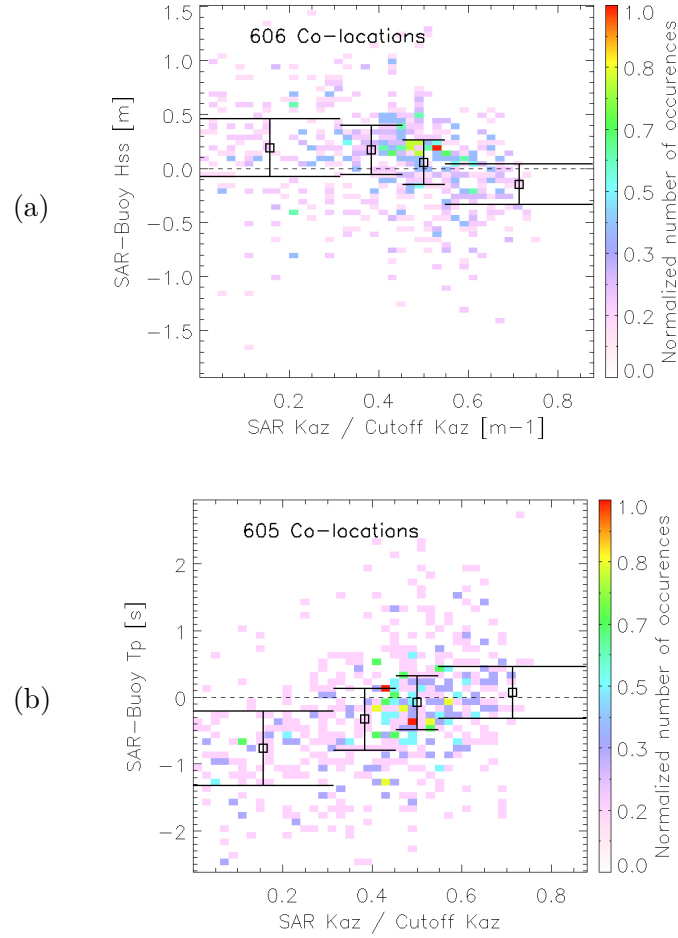 (a)
606 Co-locations
SAR-Buoy Hss [m]
1.5
1.0
0.5
0.0
-0.5
-1.0
-1.5
0.2 0.4 0.6 0.8
SAR Kaz / Cutoff Kaz [m-1]
1.0
0.8
0.7
0.5
0.3
0.2
0.0
Normalized number of occurences
(b)
605 Co-locations
SAR-Buoy Tp [s]
2
1
0
-1
-2
0.2 0.4 0.6 0.8
SAR Kaz / Cutoff Kaz
1.0
0.8
0.7
0.5
0.3
0.2
0.0
Normalized number of occurences